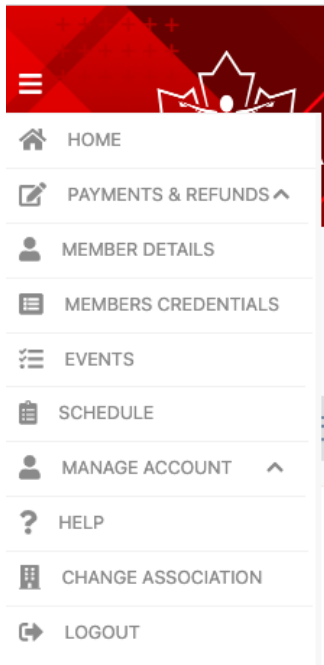 HOME
PAYMENTS & REFUNDS
MEMBER DETAILS
MEMBERS CREDENTIALS
EVENTS
SCHEDULE
MANAGE ACCOUNT
HELP
CHANGE ASSOCIATION
LOGOUT